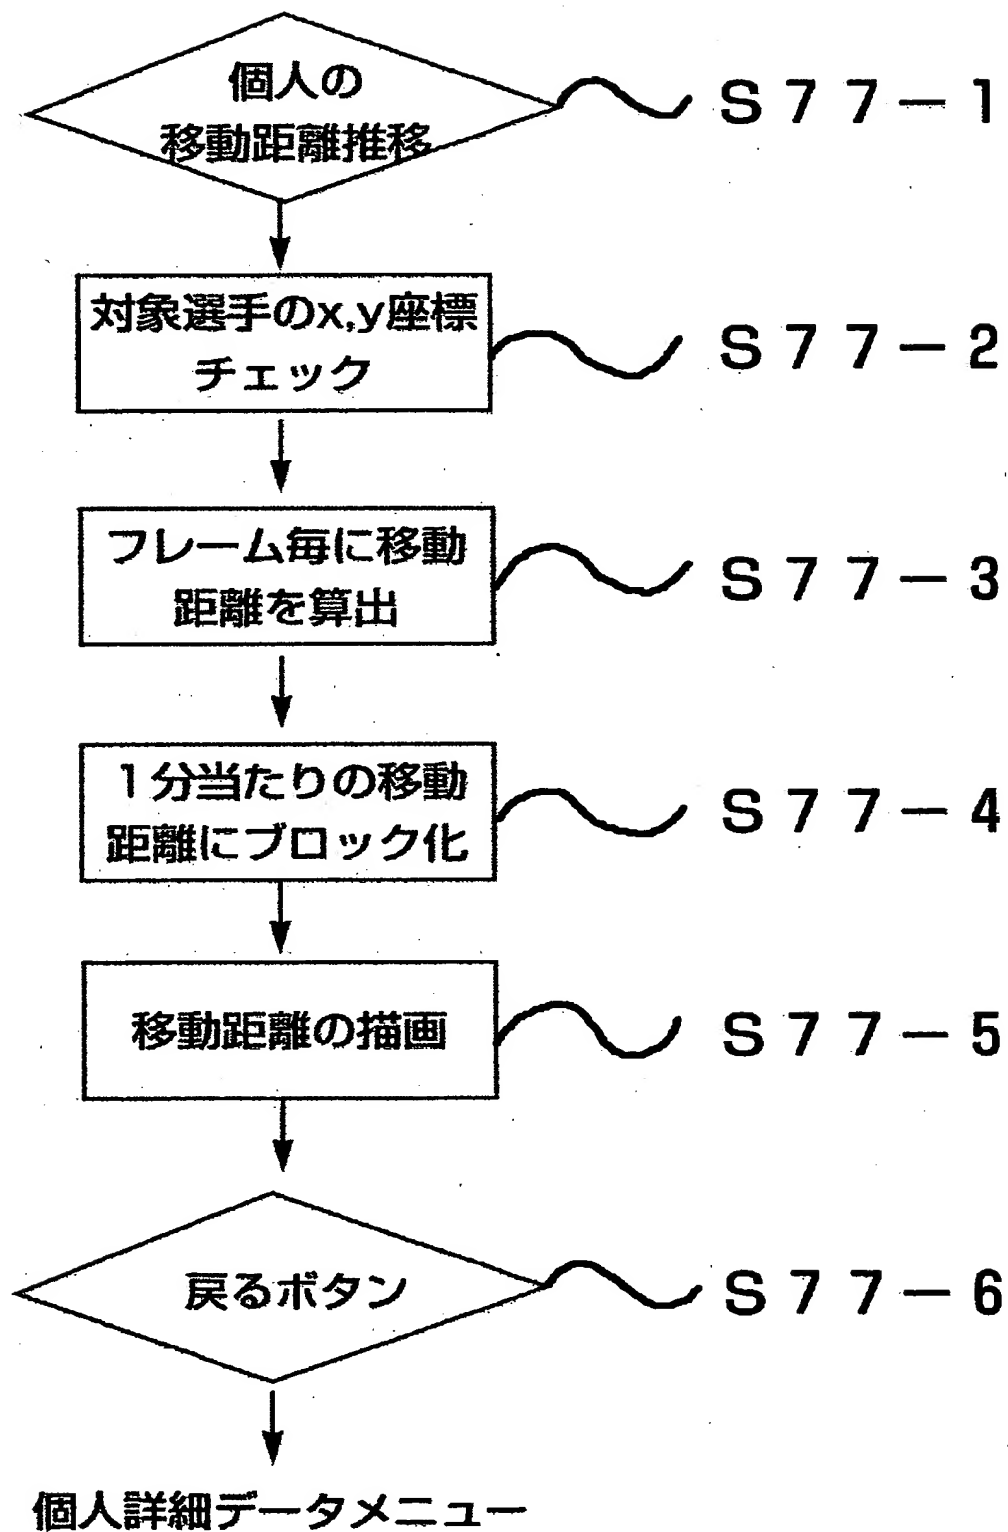 個人の
移動距離推移
S77-1
対象選手のx,y座標
チェック
S77-2
フレーム毎に移動
距離を算出
S77-3
1分当たりの移動
距離にブロック化
S77-4
移動距離の描画
S77-5
戻るボタン
S77-6
個人詳細データメニュー